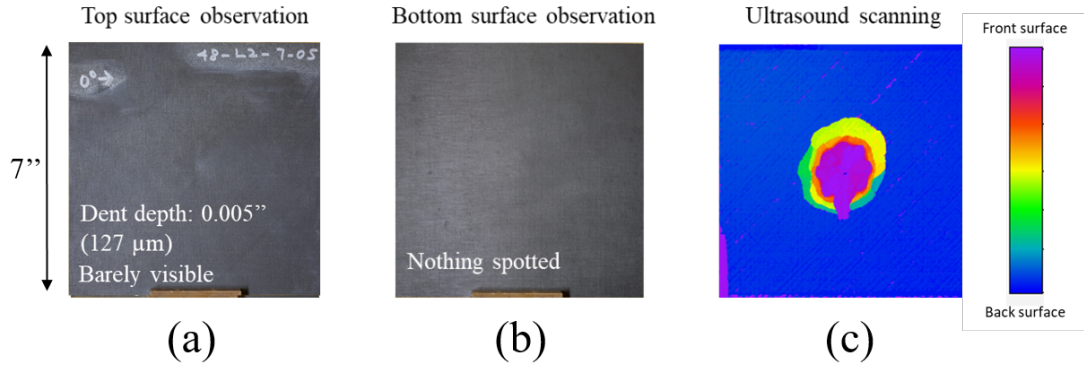 Top surface observation
Bottom surface observation
Ultrasound scanning
Front surface
48-L2-7-05
0°→
7”
Dent depth: 0.005”
(127 µm)
Barely visible
Nothing spotted
Back surface
(a)
(b)
(c)